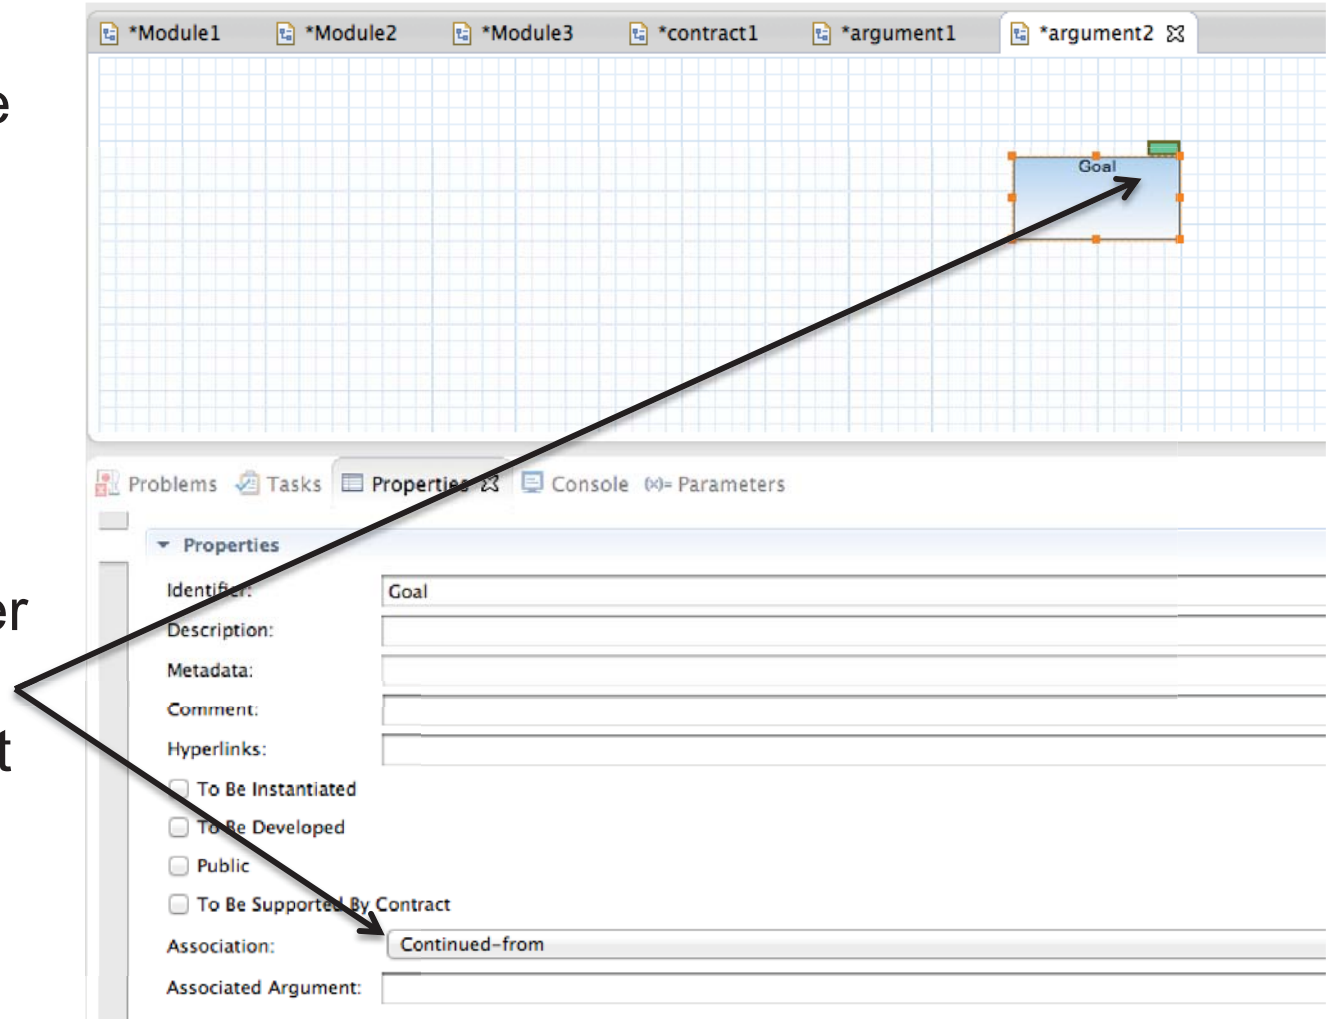 *Module1 *Module2 *Module3 *contract1 *argument1 *argument2
e
Goal
Problems Tasks Properties Console (x)= Parameters
Properties
Identifier: Goal
er
Description:
Metadata:
Comment:
t
Hyperlinks:
To Be Instantiated
To Be Developed
Public
To Be Supported By Contract
Association: Continued-from
Associated Argument: